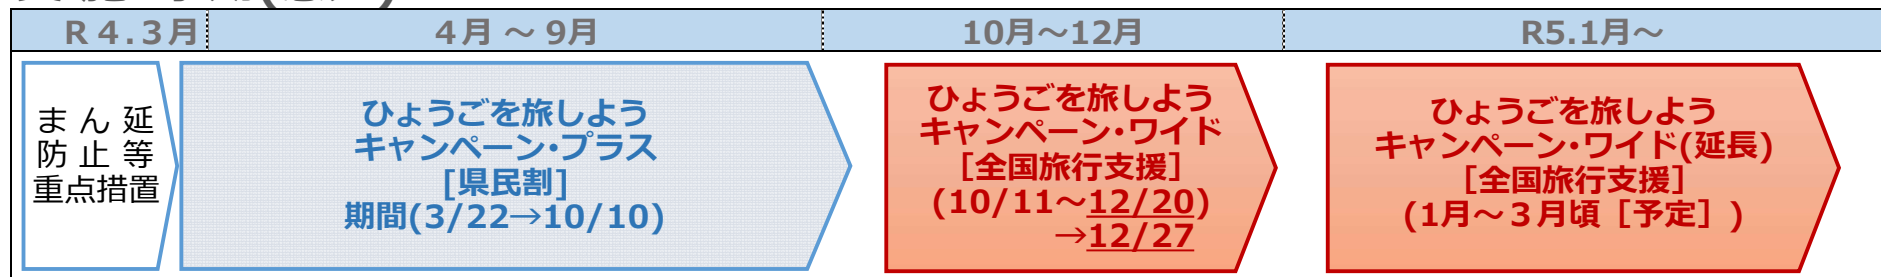 R4.3月
4月～9月
10月～12月
R5.1月～
まん延
防止等
重点措置
ひょうごを旅しよう
キャンペーン・プラス
[県民割]
期間(3/22→10/10)
ひょうごを旅しよう
キャンペーン・ワイド
[全国旅行支援]
(10/11～12/20)
→12/27
ひょうごを旅しよう
キャンペーン・ワイド(延長)
[全国旅行支援]
(1月～３月頃［予定］)